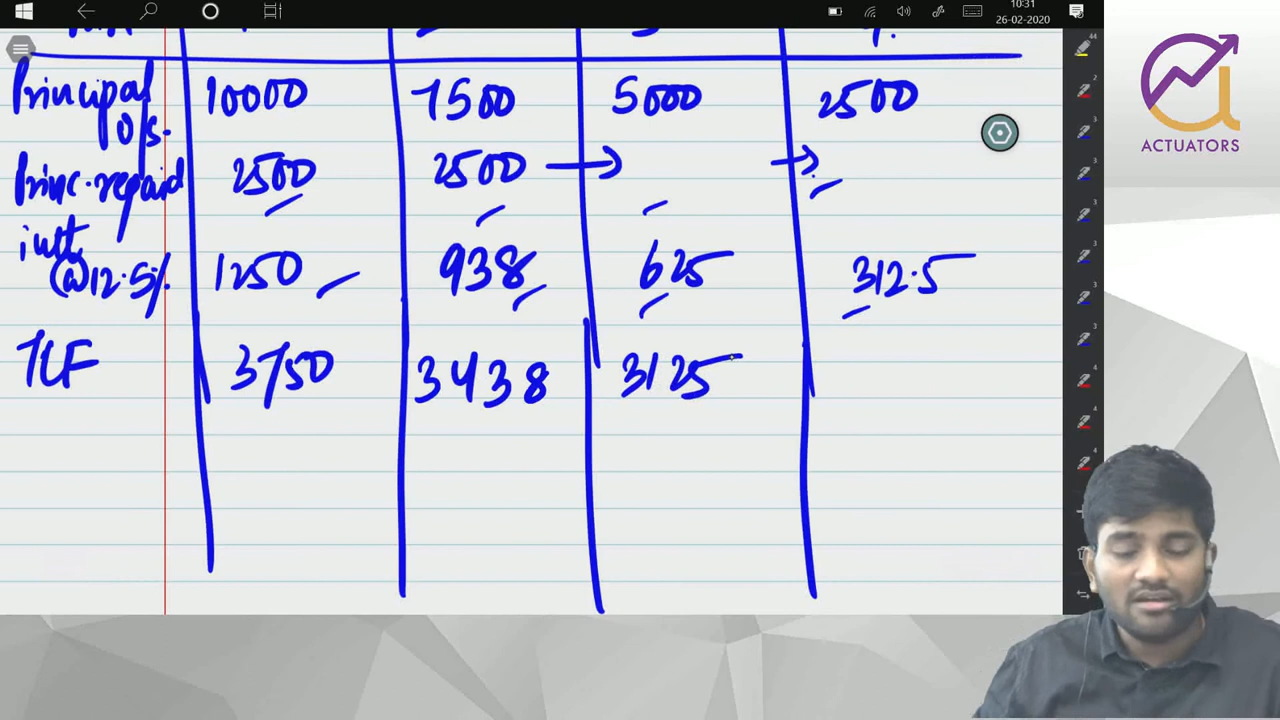 10:31
26-02-2020
Principal 10000 7500 5000 2500
O/s.
Princ. repaid 2500 2500 → →
intt.
@12.5%. 1250 938 625 312.5
TCF 3750 3438 3125
ACTUATORS